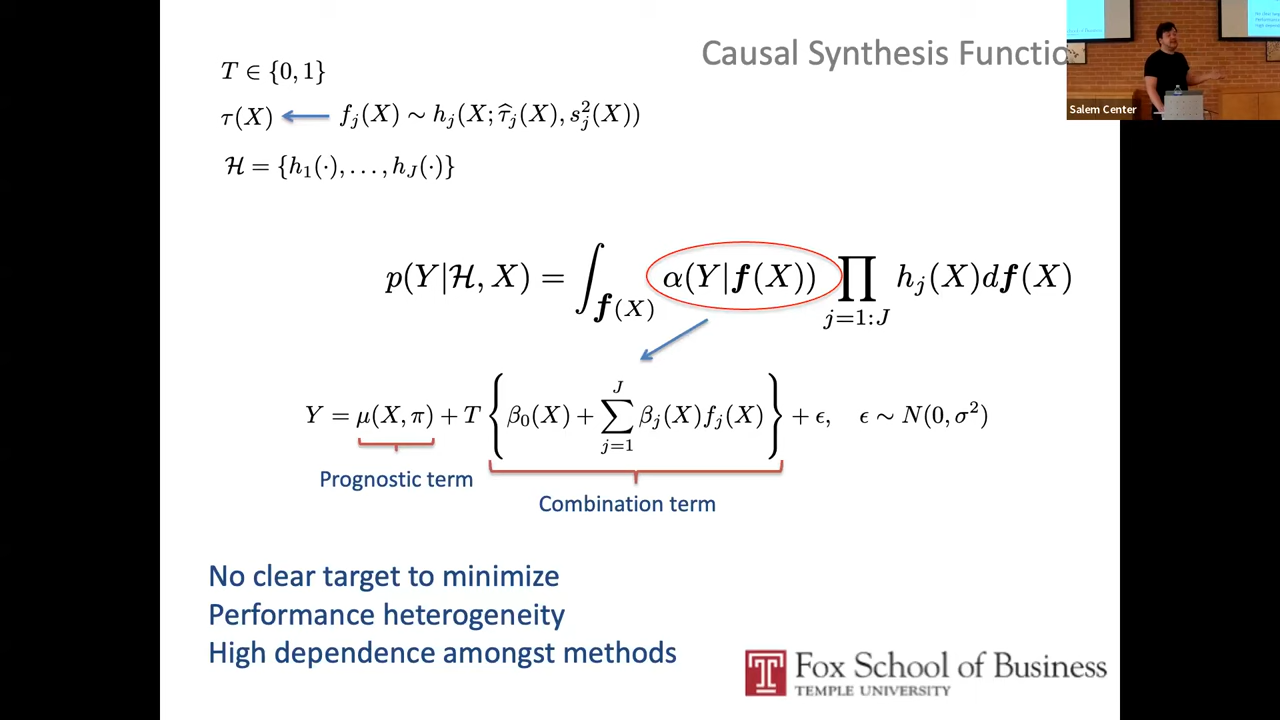 Causal Synthesis Functio
T ∈ {0, 1}
τ(X) ← f_j(X) ∼ h_j(X; τ̂_j(X), s_j^2(X))
ℋ = {h_1(·), . . . , h_J(·)}
Salem Center
p(Y|ℋ, X) = ∫_{f(X)} α(Y|f(X)) ∏_{j=1:J} h_j(X)df(X)
Y = μ(X, π) + T {β_0(X) + ∑_{j=1}^{J} β_j(X)f_j(X)} + ϵ, ϵ ∼ N(0, σ^2)
Prognostic term
Combination term
No clear target to minimize
Performance heterogeneity
High dependence amongst methods
Fox School of Business
TEMPLE UNIVERSITY